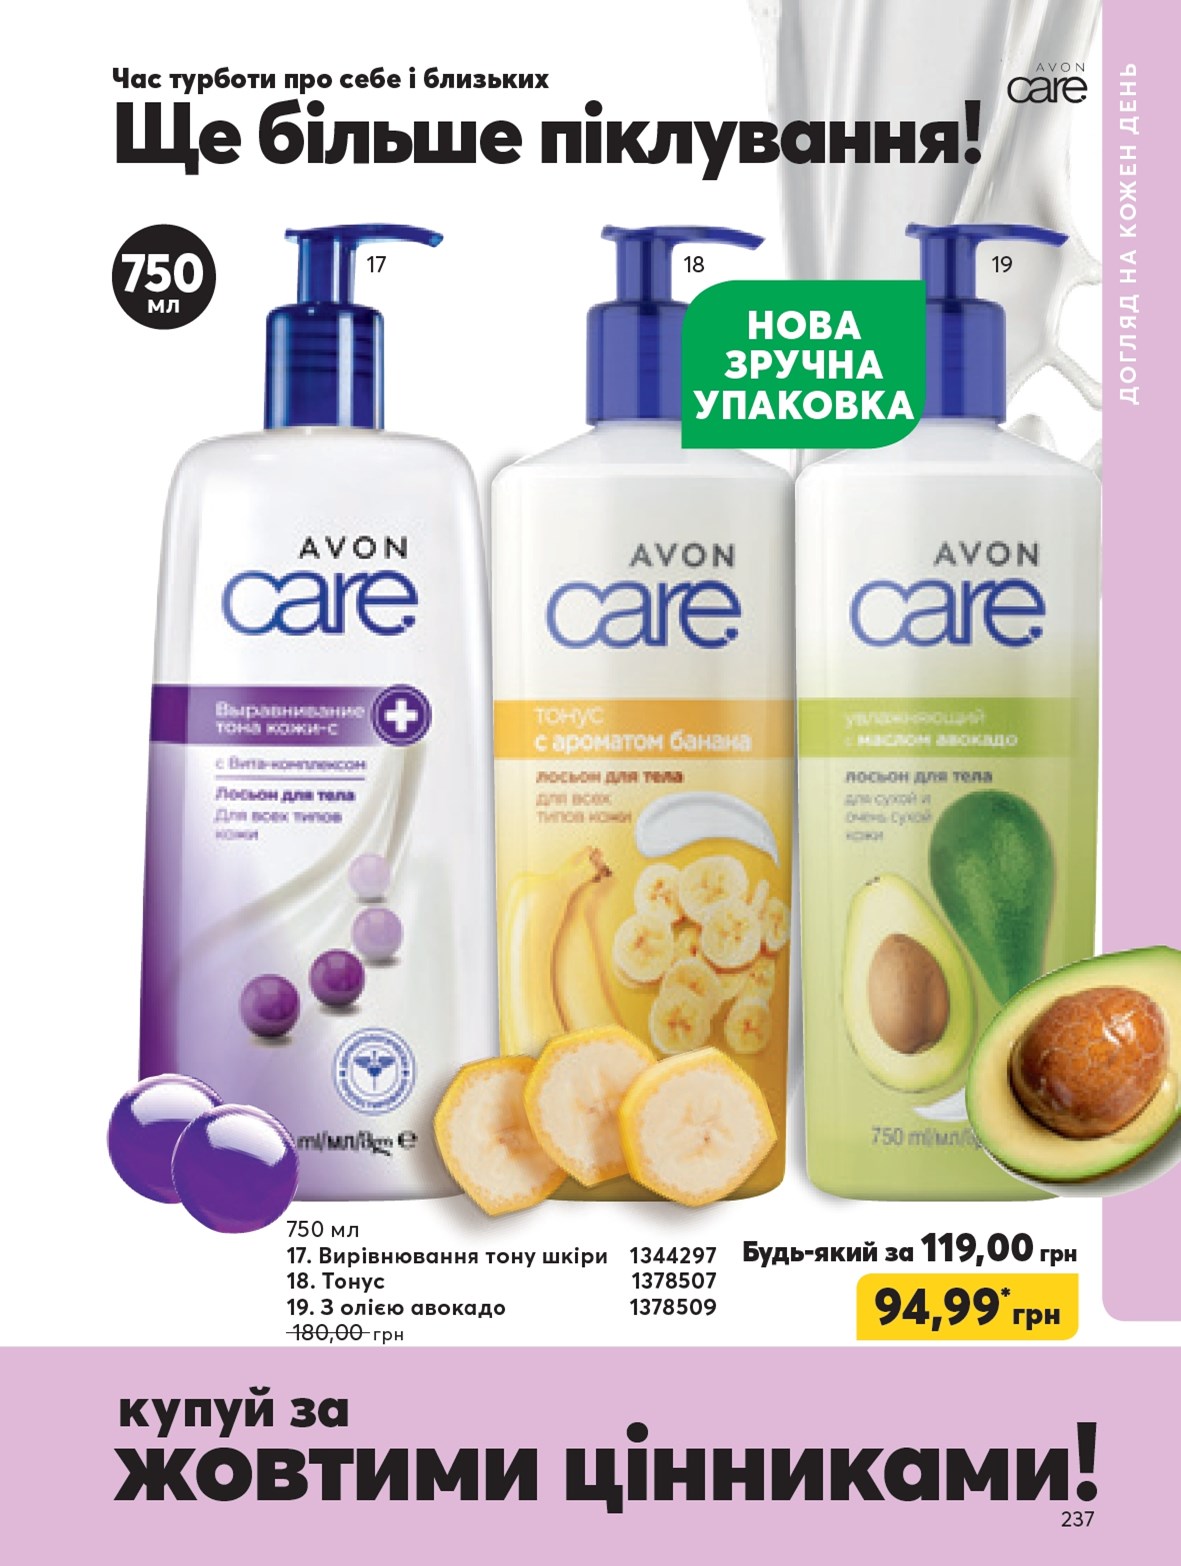 Час турботи про себе і близьких
Ще більше піклування!
AVON
care
ДОГЛЯД НА КОЖЕН ДЕНЬ
750
МЛ
17
18
19
НОВА
ЗРУЧНА
УПАКОВКА
AVON
care
Выравнивание
тона кожи-с
с Вита-комплексом
Лосьон для тела
Для всех типов
кожи
ml/мл/მლ e
AVON
care
ТОНУС
с ароматом банана
лосьон для тела
для всех
типов кожи
AVON
care
увлажняющий
с маслом авокадо
лосьон для тела
для сухой и
очень сухой
кожи
750 ml/мл/
750 мл
17. Вирівнювання тону шкіри 1344297
18. Тонус 1378507
19. З олією авокадо 1378509
180,00 грн
Будь-який за 119,00 грн
94,99* грн
купуй за
жовтими цінниками!
237